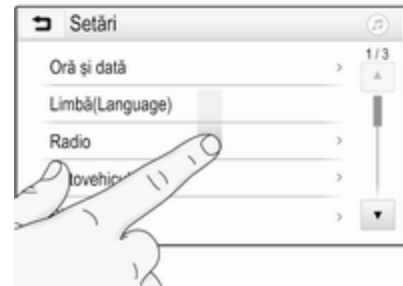 Setări
1/3
Oră și dată
Limbă(Language)
Radio